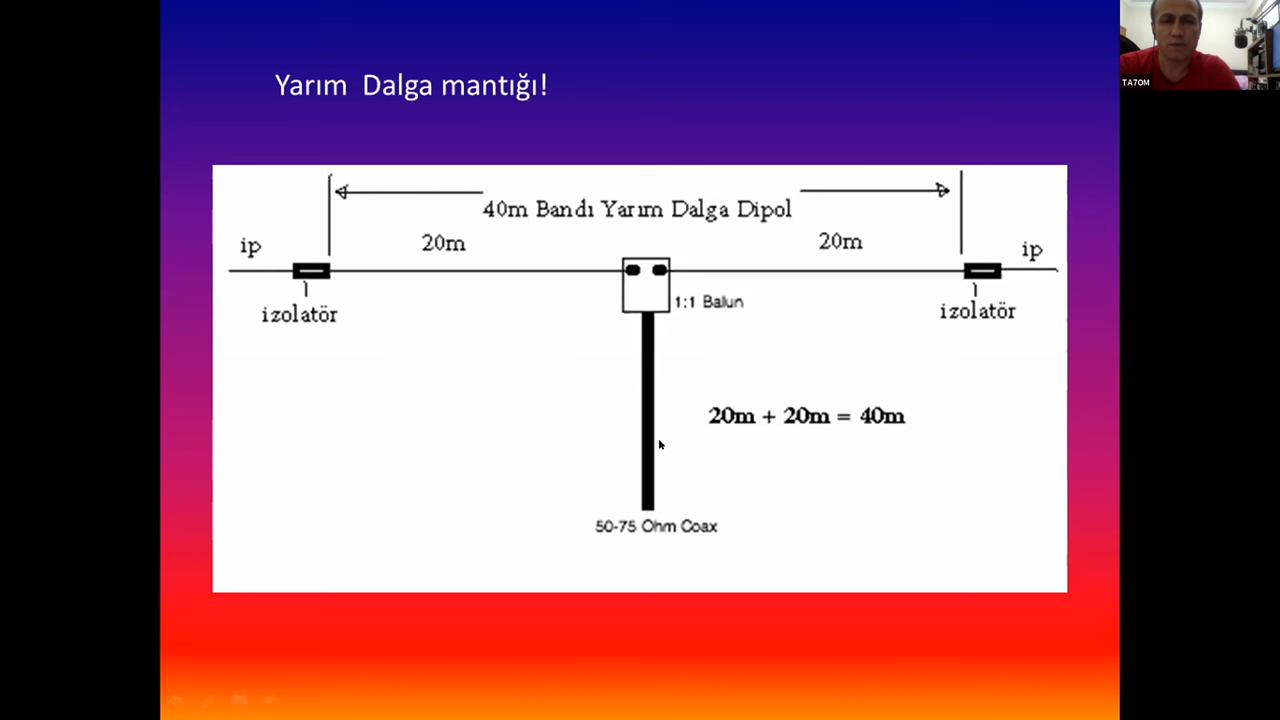 Yarım Dalga mantığı!
TA7OM
40m Bandı Yarım Dalga Dipol
ip
20m
20m
ip
izolatör
1:1 Balun
izolatör
20m + 20m = 40m
50-75 Ohm Coax